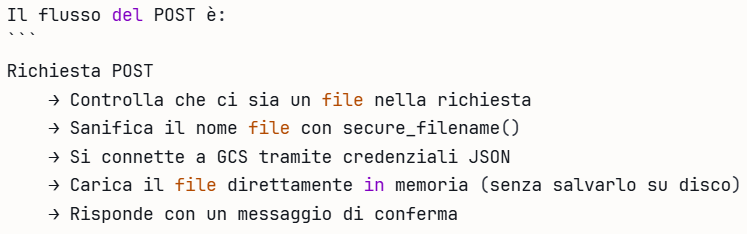 Il flusso del POST è:
```
Richiesta POST
    → Controlla che ci sia un file nella richiesta
    → Sanifica il nome file con secure_filename()
    → Si connette a GCS tramite credenziali JSON
    → Carica il file direttamente in memoria (senza salvarlo su disco)
    → Risponde con un messaggio di conferma